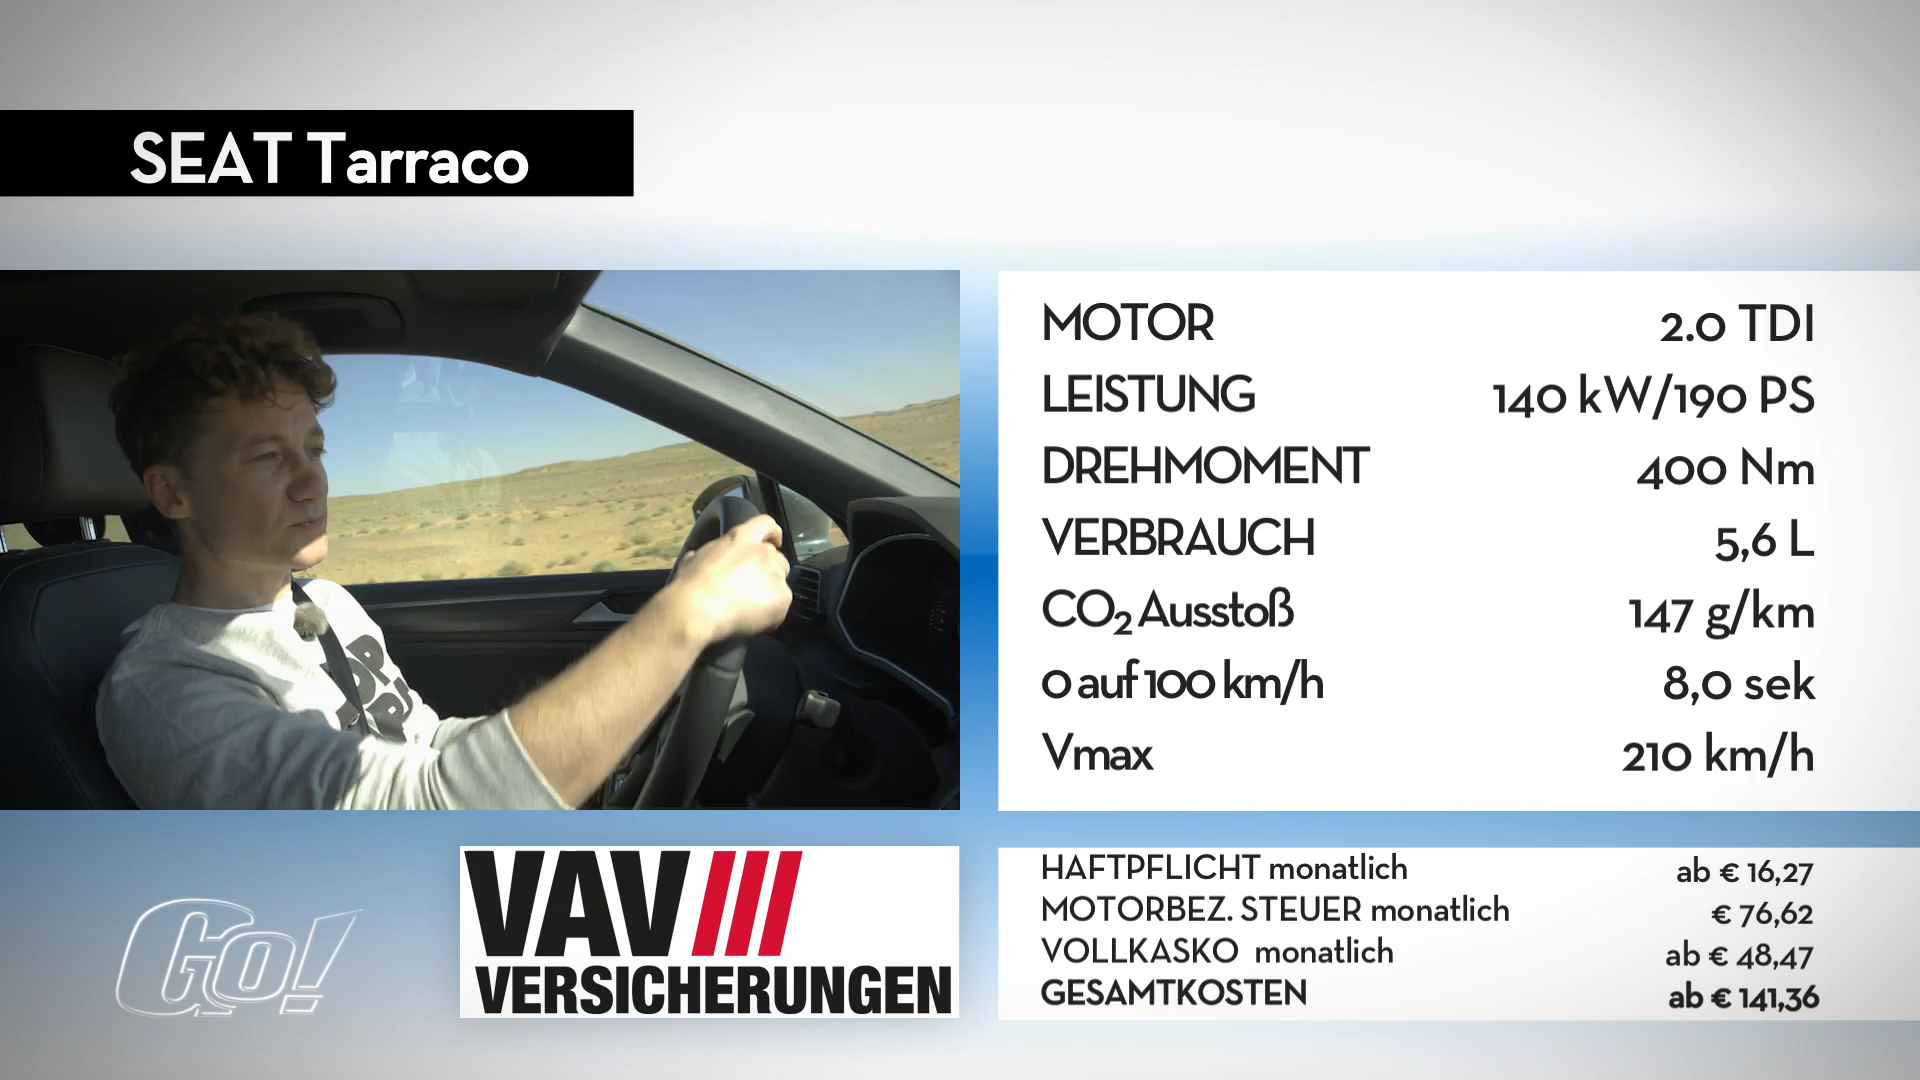 SEAT Tarraco
MOTOR 2.0 TDI
LEISTUNG 140 kW/190 PS
DREHMOMENT 400 Nm
VERBRAUCH 5,6 L
CO₂ Ausstoß 147 g/km
0 auf 100 km/h 8,0 sek
Vmax 210 km/h
Go!
VAV
VERSICHERUNGEN
HAFTPFLICHT monatlich ab € 16,27
MOTORBEZ. STEUER monatlich € 76,62
VOLLKASKO monatlich ab € 48,47
GESAMTKOSTEN ab € 141,36